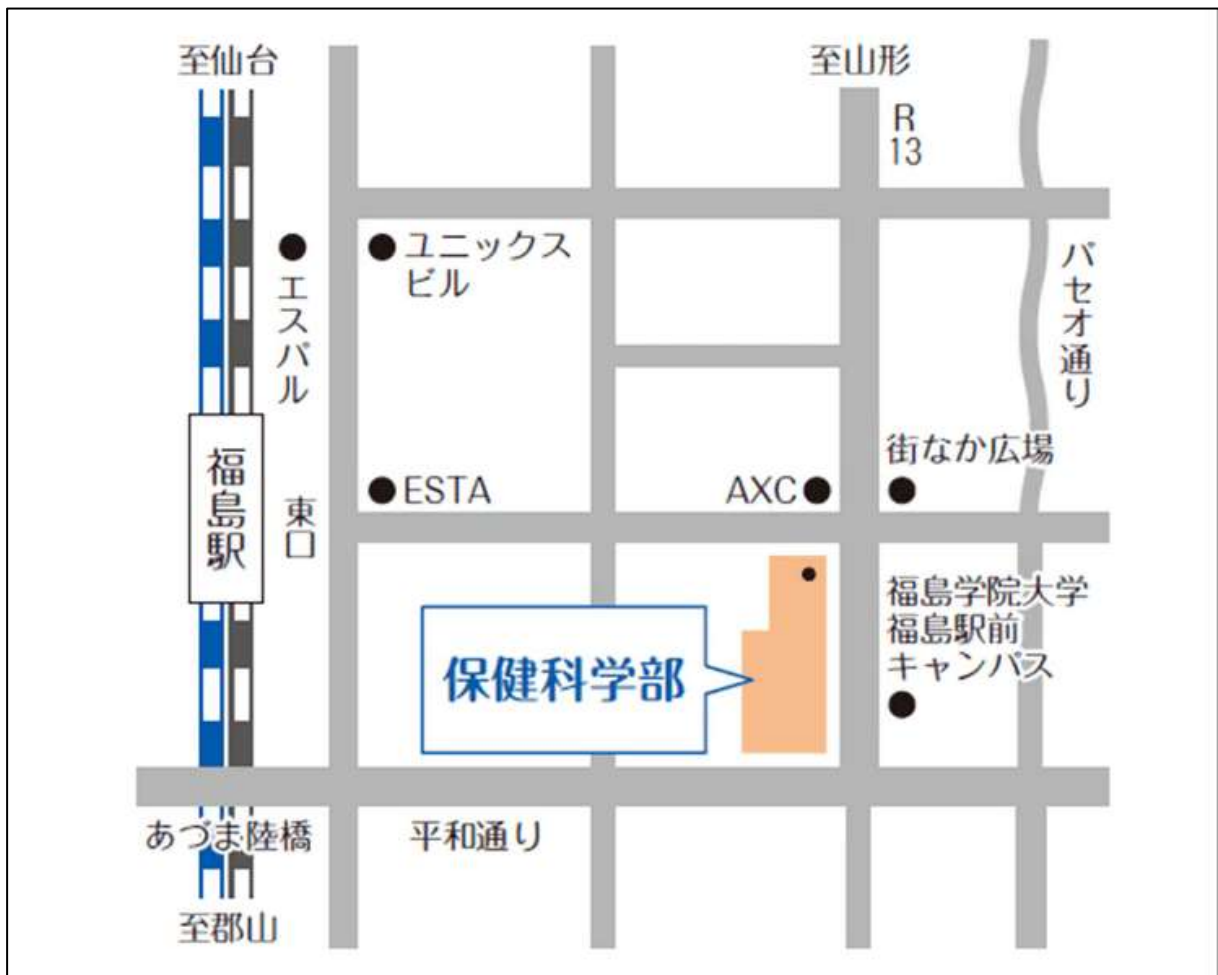 至仙台
至山形
R
13
ユニックス
ビル
エスパル
パセオ通り
街なか広場
福島駅
東口
ESTA
AXC
福島学院大学
福島駅前
キャンパス
保健科学部
あづま陸橋
平和通り
至郡山